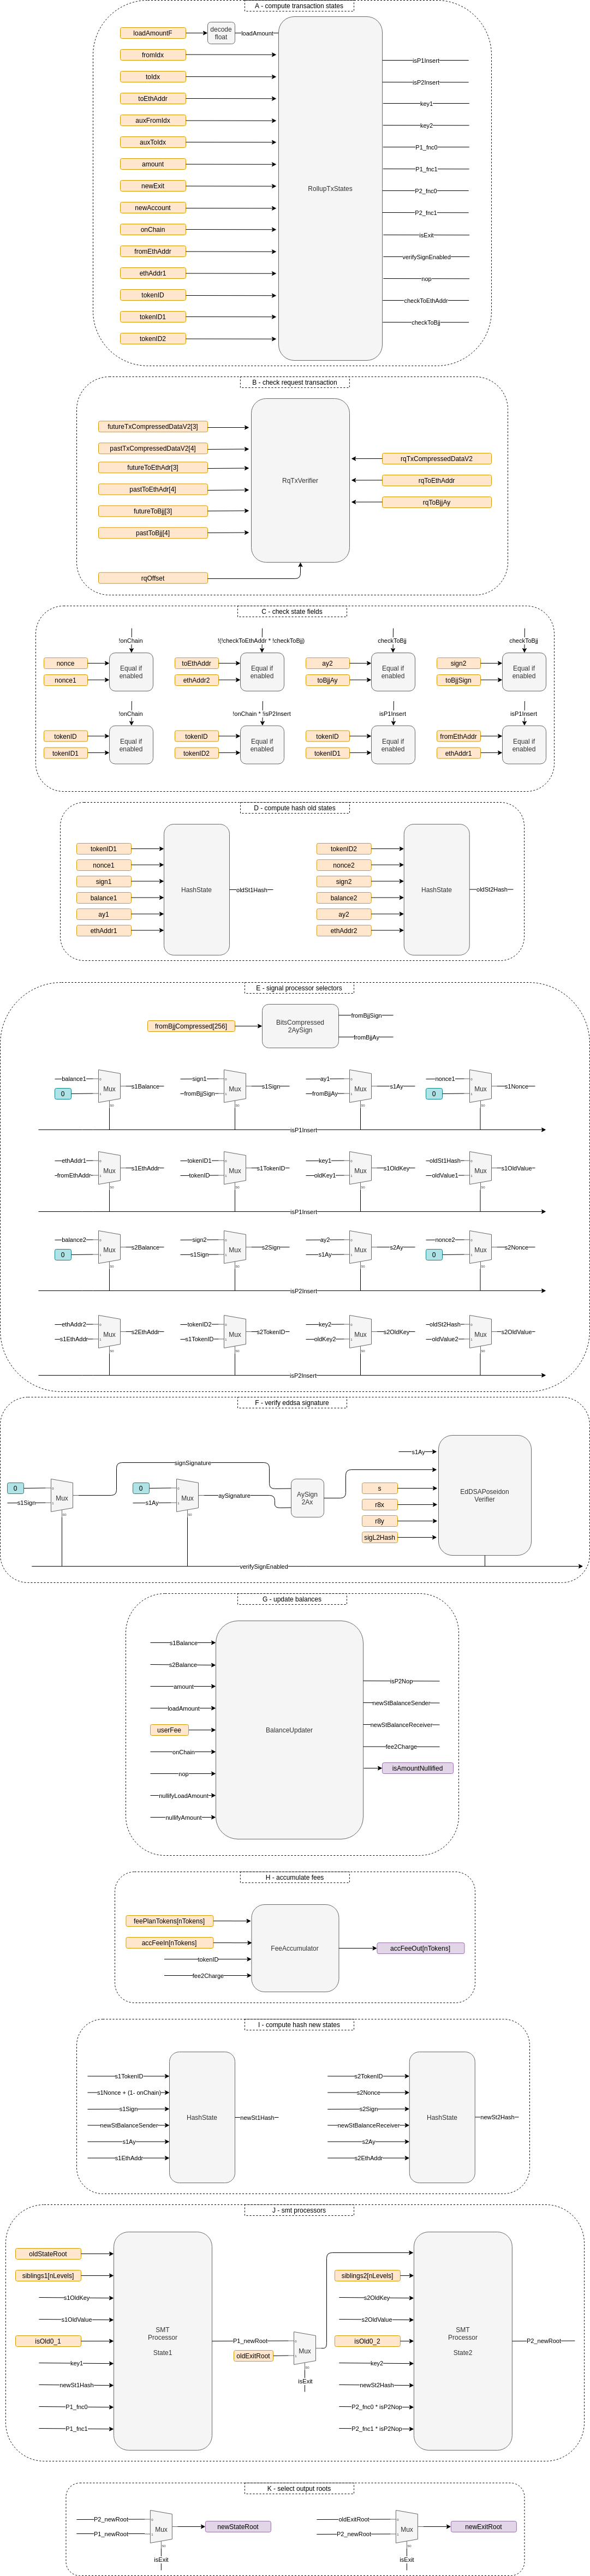 A - compute transaction states
loadAmountF
decode
float
loadAmount
fromIdx
toIdx
toEthAddr
auxFromIdx
auxToIdx
amount
newExit
newAccount
onChain
fromEthAddr
ethAddr1
tokenID
tokenID1
tokenID2
RollupTxStates
isP1Insert
isP2Insert
key1
key2
P1_fnc0
P1_fnc1
P2_fnc0
P2_fnc1
isExit
verifySignEnabled
nop
checkToEthAddr
checkToBjj
B - check request transaction
futureTxCompressedDataV2[3]
pastTxCompressedDataV2[4]
futureToEthAdr[3]
pastToEthAdr[4]
futureToBjj[3]
pastToBjj[4]
rqOffset
RqTxVerifier
rqTxCompressedDataV2
rqToEthAddr
rqToBjjAy
C - check state fields
!onChain
nonce
nonce1
Equal if
enabled
!(!checkToEthAddr * !checkToBjj)
toEthAddr
ethAddr2
Equal if
enabled
checkToBjj
ay2
toBjjAy
Equal if
enabled
checkToBjj
sign2
toBjjSign
Equal if
enabled
!onChain
tokenID
tokenID1
Equal if
enabled
!onChain * !isP2Insert
tokenID
tokenID2
Equal if
enabled
isP1Insert
tokenID
tokenID1
Equal if
enabled
isP1Insert
fromEthAddr
ethAddr1
Equal if
enabled
D - compute hash old states
tokenID1
nonce1
sign1
balance1
ay1
ethAddr1
HashState
oldSt1Hash
tokenID2
nonce2
sign2
balance2
ay2
ethAddr2
HashState
oldSt2Hash
E - signal processor selectors
fromBjjCompressed[256]
BitsCompressed
2AySign
fromBjjSign
fromBjjAy
balance1
0
Mux
s1Balance
sign1
fromBjjSign
Mux
s1Sign
ay1
fromBjjAy
Mux
s1Ay
nonce1
0
Mux
s1Nonce
isP1Insert
ethAddr1
fromEthAddr
Mux
s1EthAddr
tokenID1
tokenID
Mux
s1TokenID
key1
oldKey1
Mux
s1OldKey
oldSt1Hash
oldValue1
Mux
s1OldValue
isP1Insert
balance2
0
Mux
s2Balance
sign2
s1Sign
Mux
s2Sign
ay2
s1Ay
Mux
s2Ay
nonce2
0
Mux
s2Nonce
isP2Insert
ethAddr2
s1EthAddr
Mux
s2EthAddr
tokenID2
s1TokenID
Mux
s2TokenID
key2
oldKey2
Mux
s2OldKey
oldSt2Hash
oldValue2
Mux
s2OldValue
isP2Insert
F - verify eddsa signature
0
s1Sign
Mux
signSignature
0
s1Ay
Mux
aySignature
AySign
2Ax
s1Ay
s
r8x
r8y
sigL2Hash
EdDSAPoseidon
Verifier
verifySignEnabled
G - update balances
s1Balance
s2Balance
amount
loadAmount
userFee
onChain
nop
nullifyLoadAmount
nullifyAmount
BalanceUpdater
isP2Nop
newStBalanceSender
newStBalanceReceiver
fee2Charge
isAmountNullified
H - accumulate fees
feePlanTokens[nTokens]
accFeeIn[nTokens]
tokenID
fee2Charge
FeeAccumulator
accFeeOut[nTokens]
I - compute hash new states
s1TokenID
s1Nonce + (1- onChain)
s1Sign
newStBalanceSender
s1Ay
s1EthAddr
HashState
newSt1Hash
s2TokenID
s2Nonce
s2Sign
newStBalanceReceiver
s2Ay
s2EthAddr
HashState
newSt2Hash
J - smt processors
oldStateRoot
siblings1[nLevels]
s1OldKey
s1OldValue
isOld0_1
key1
newSt1Hash
P1_fnc0
P1_fnc1
SMT
Processor
State1
P1_newRoot
oldExitRoot
Mux
isExit
siblings2[nLevels]
s2OldKey
s2OldValue
isOld0_2
key2
newSt2Hash
P2_fnc0 * isP2Nop
P2_fnc1 * isP2Nop
SMT
Processor
State2
P2_newRoot
K - select output roots
P2_newRoot
P1_newRoot
Mux
isExit
newStateRoot
oldExitRoot
P2_newRoot
Mux
isExit
newExitRoot